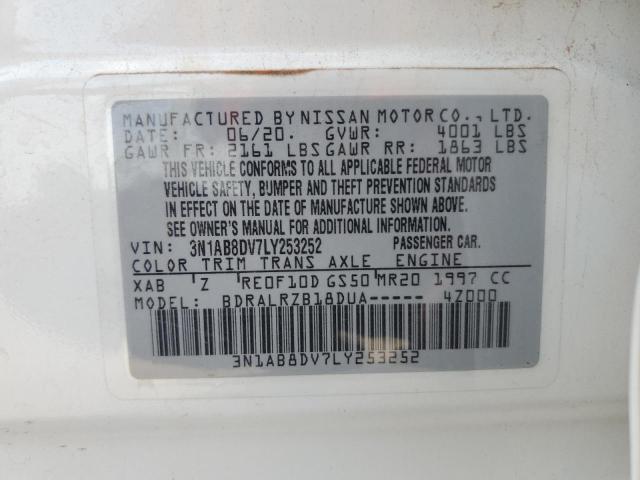 MANUFACTURED BY NISSAN MOTOR CO., LTD.
DATE: 06/20. GVWR: 4001 LBS
GAWR FR: 2161 LBS GAWR RR: 1863 LBS
THIS VEHICLE CONFORMS TO ALL APPLICABLE FEDERAL MOTOR
VEHICLE SAFETY, BUMPER AND THEFT PREVENTION STANDARDS
IN EFFECT ON THE DATE OF MANUFACTURE SHOWN ABOVE.
SEE OWNER'S MANUAL FOR ADDITIONAL INFORMATION.
VIN: 3N1AB8DV7LY253252 PASSENGER CAR.
COLOR TRIM TRANS AXLE ENGINE
XAB Z RE0F10D GS50 MR20 1997 CC
MODEL: BDRALRZB18DUA----- 4Z000
3N1AB8DV7LY253252